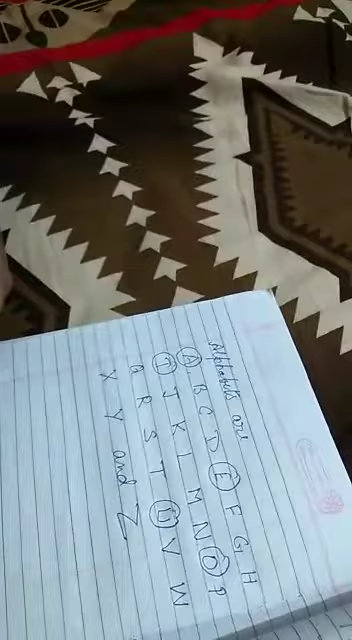 Alphabets are
A B C D E F G H
I J K L M N O P
Q R S T U V W
X Y and Z